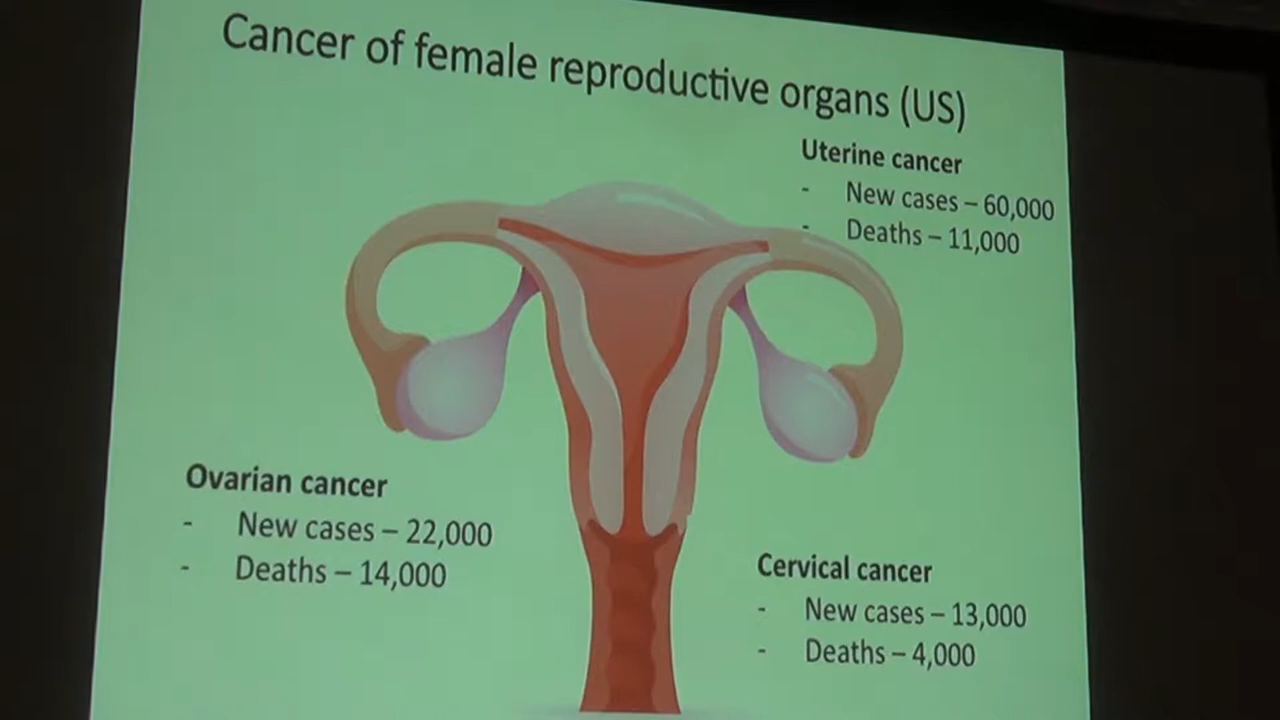 Cancer of female reproductive organs (US)
Uterine cancer
- New cases – 60,000
- Deaths – 11,000
Ovarian cancer
- New cases – 22,000
- Deaths – 14,000
Cervical cancer
- New cases – 13,000
- Deaths – 4,000